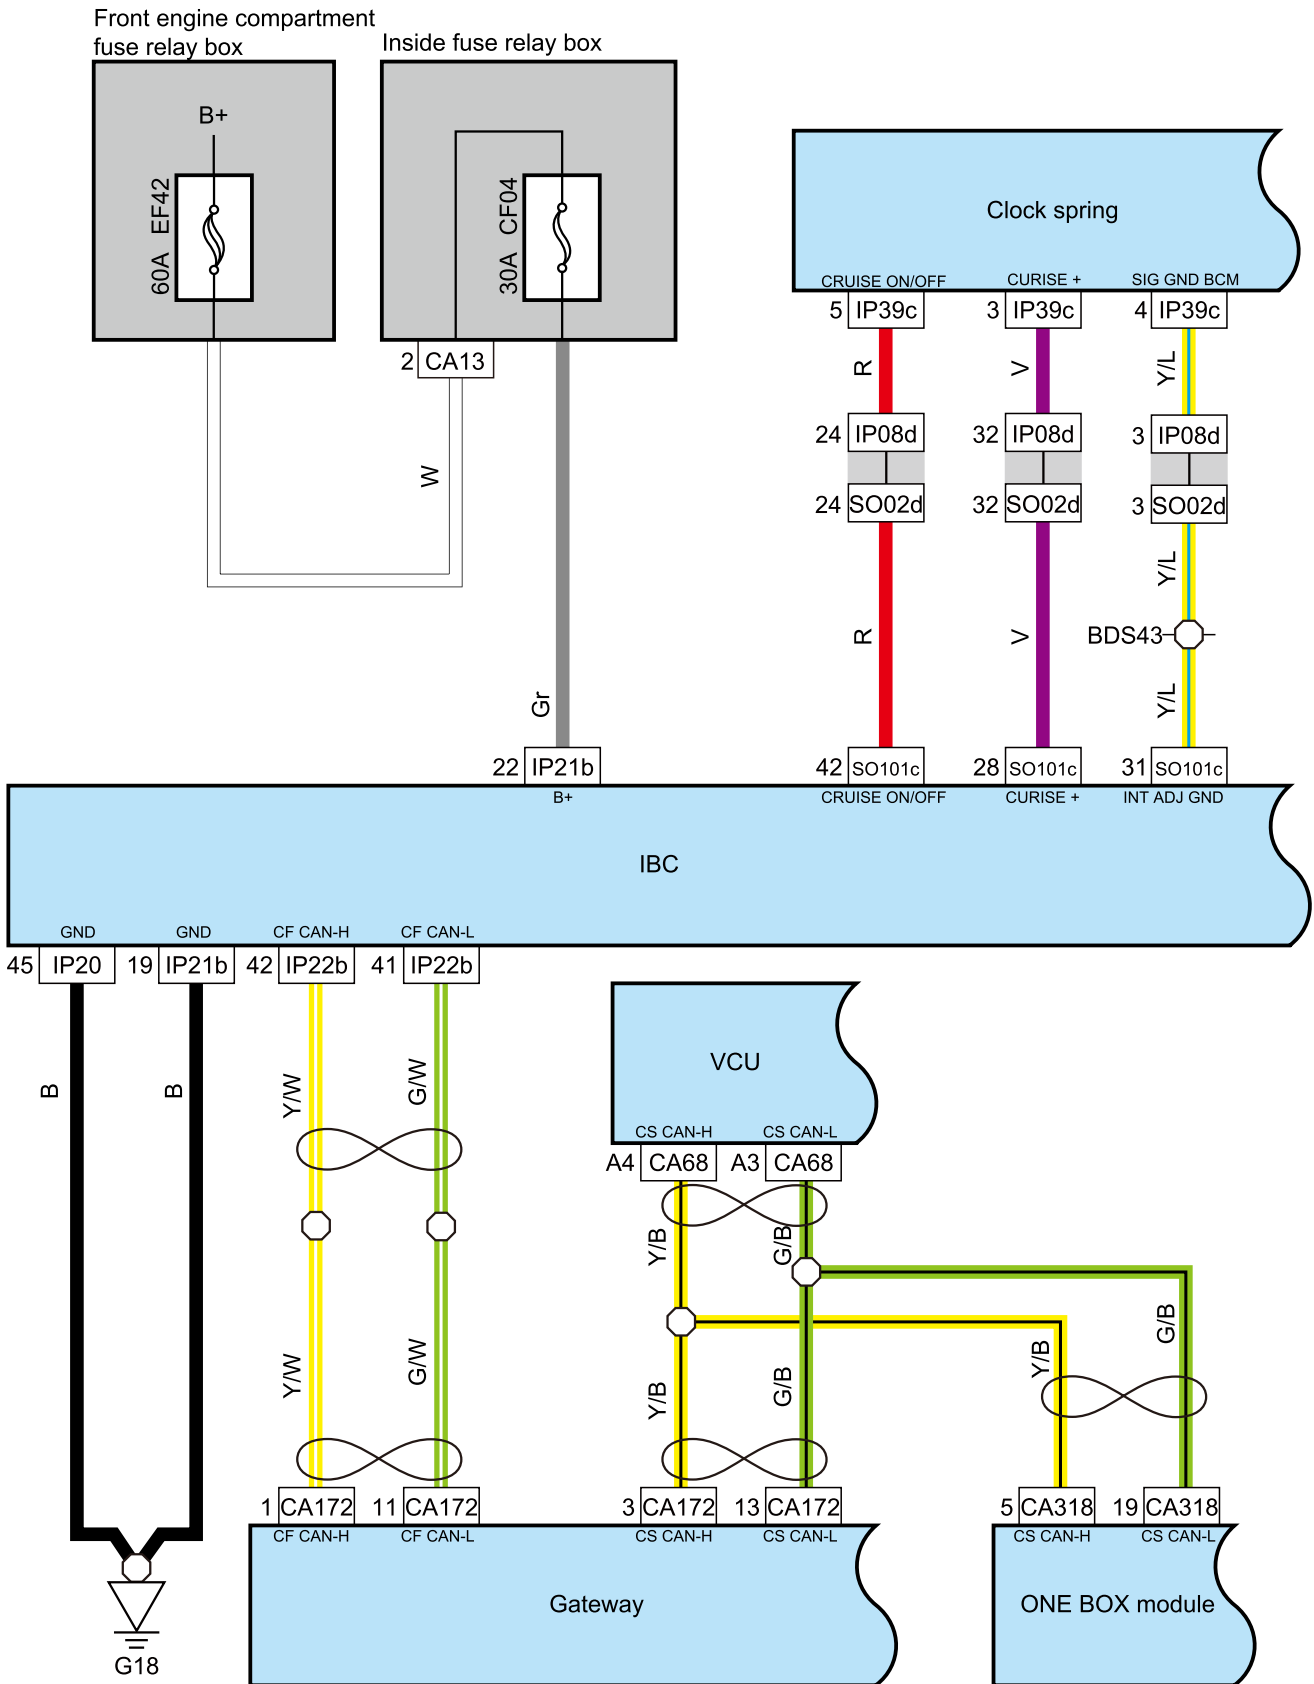 Front engine compartment
fuse relay box
Inside fuse relay box
B+
60A EF42
30A CF04
2 CA13
W
Gr
Clock spring
CRUISE ON/OFF CURISE + SIG GND BCM
5 IP39c 3 IP39c 4 IP39c
R V Y/L
24 IP08d 32 IP08d 3 IP08d
24 SO02d 32 SO02d 3 SO02d
Y/L
BDS43
R V Y/L
22 IP21b 42 SO101c 28 SO101c 31 SO101c
B+ CRUISE ON/OFF CURISE + INT ADJ GND
IBC
GND GND CF CAN-H CF CAN-L
45 IP20 19 IP21b 42 IP22b 41 IP22b
B B Y/W G/W
VCU
CS CAN-H CS CAN-L
A4 CA68 A3 CA68
Y/B G/B
Y/B G/B
Y/W G/W Y/B G/B
1 CA172 11 CA172 3 CA172 13 CA172 5 CA318 19 CA318
CF CAN-H CF CAN-L CS CAN-H CS CAN-L CS CAN-H CS CAN-L
Gateway ONE BOX module
G18